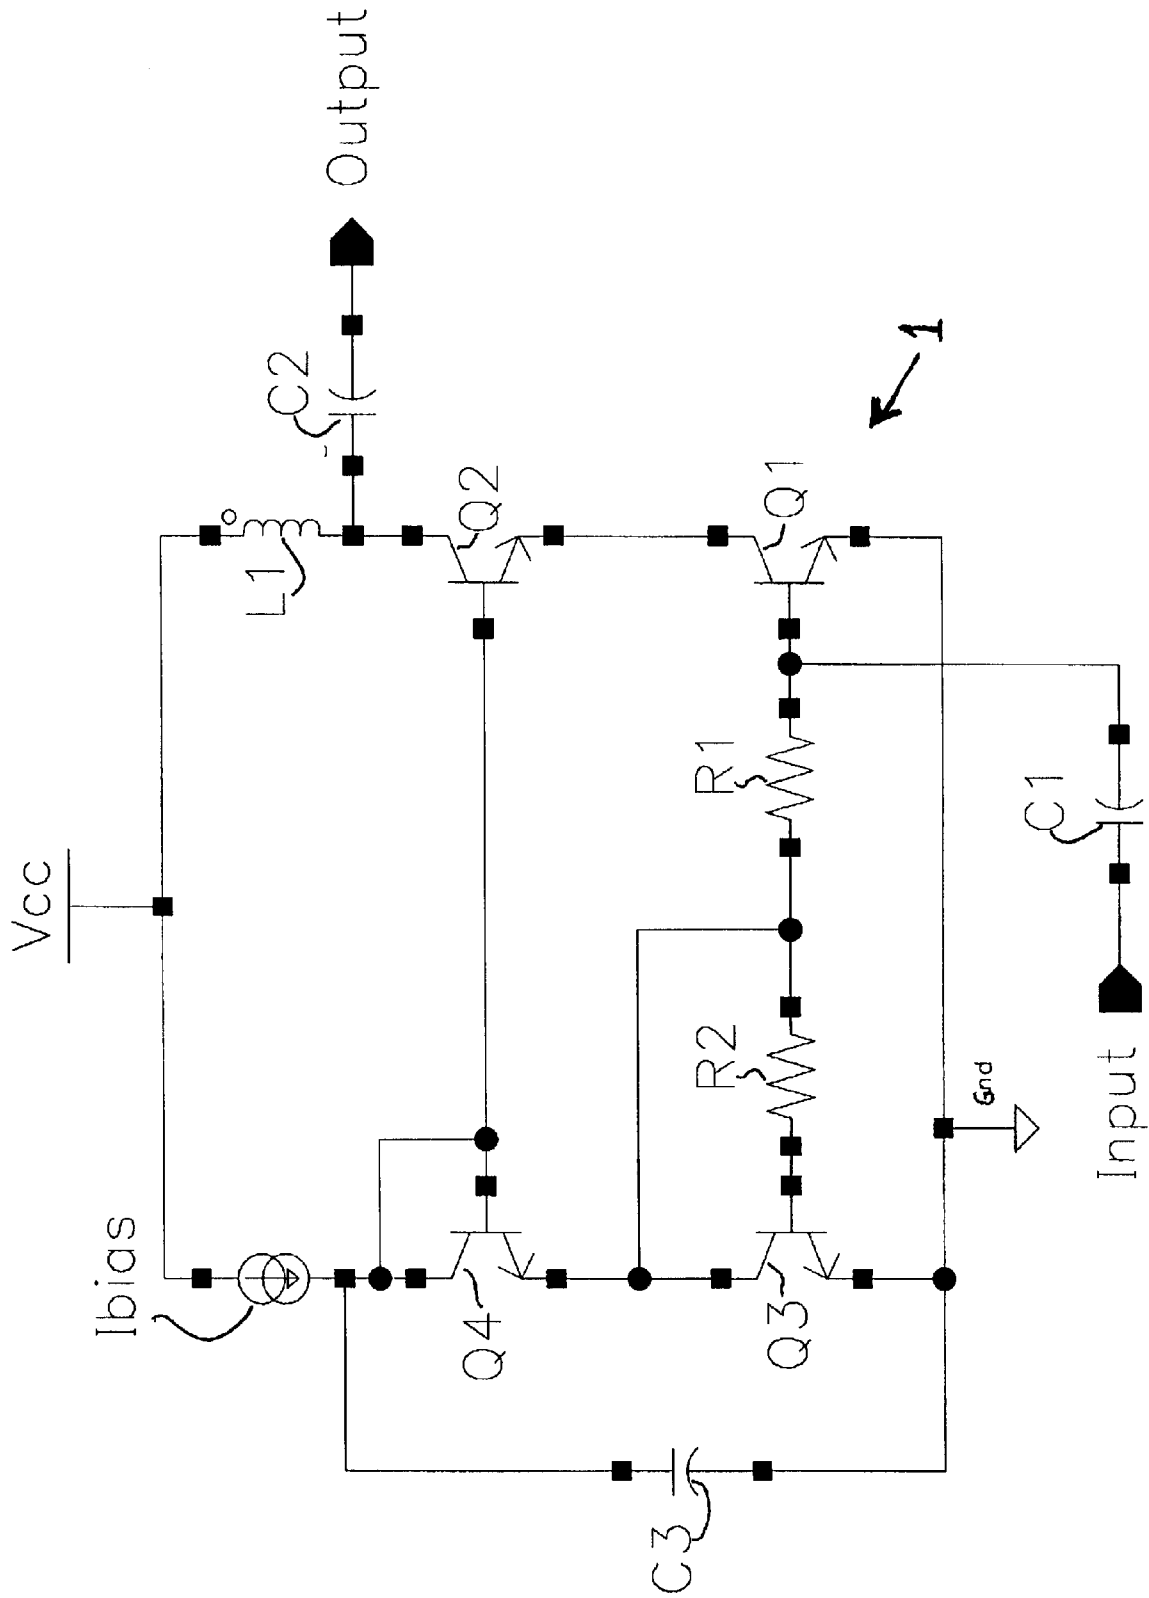 Vcc
Ibias
L1
C2
Output
Q4
Q2
C3
Q3
R2
R1
Q1
1
Gnd
C1
Input